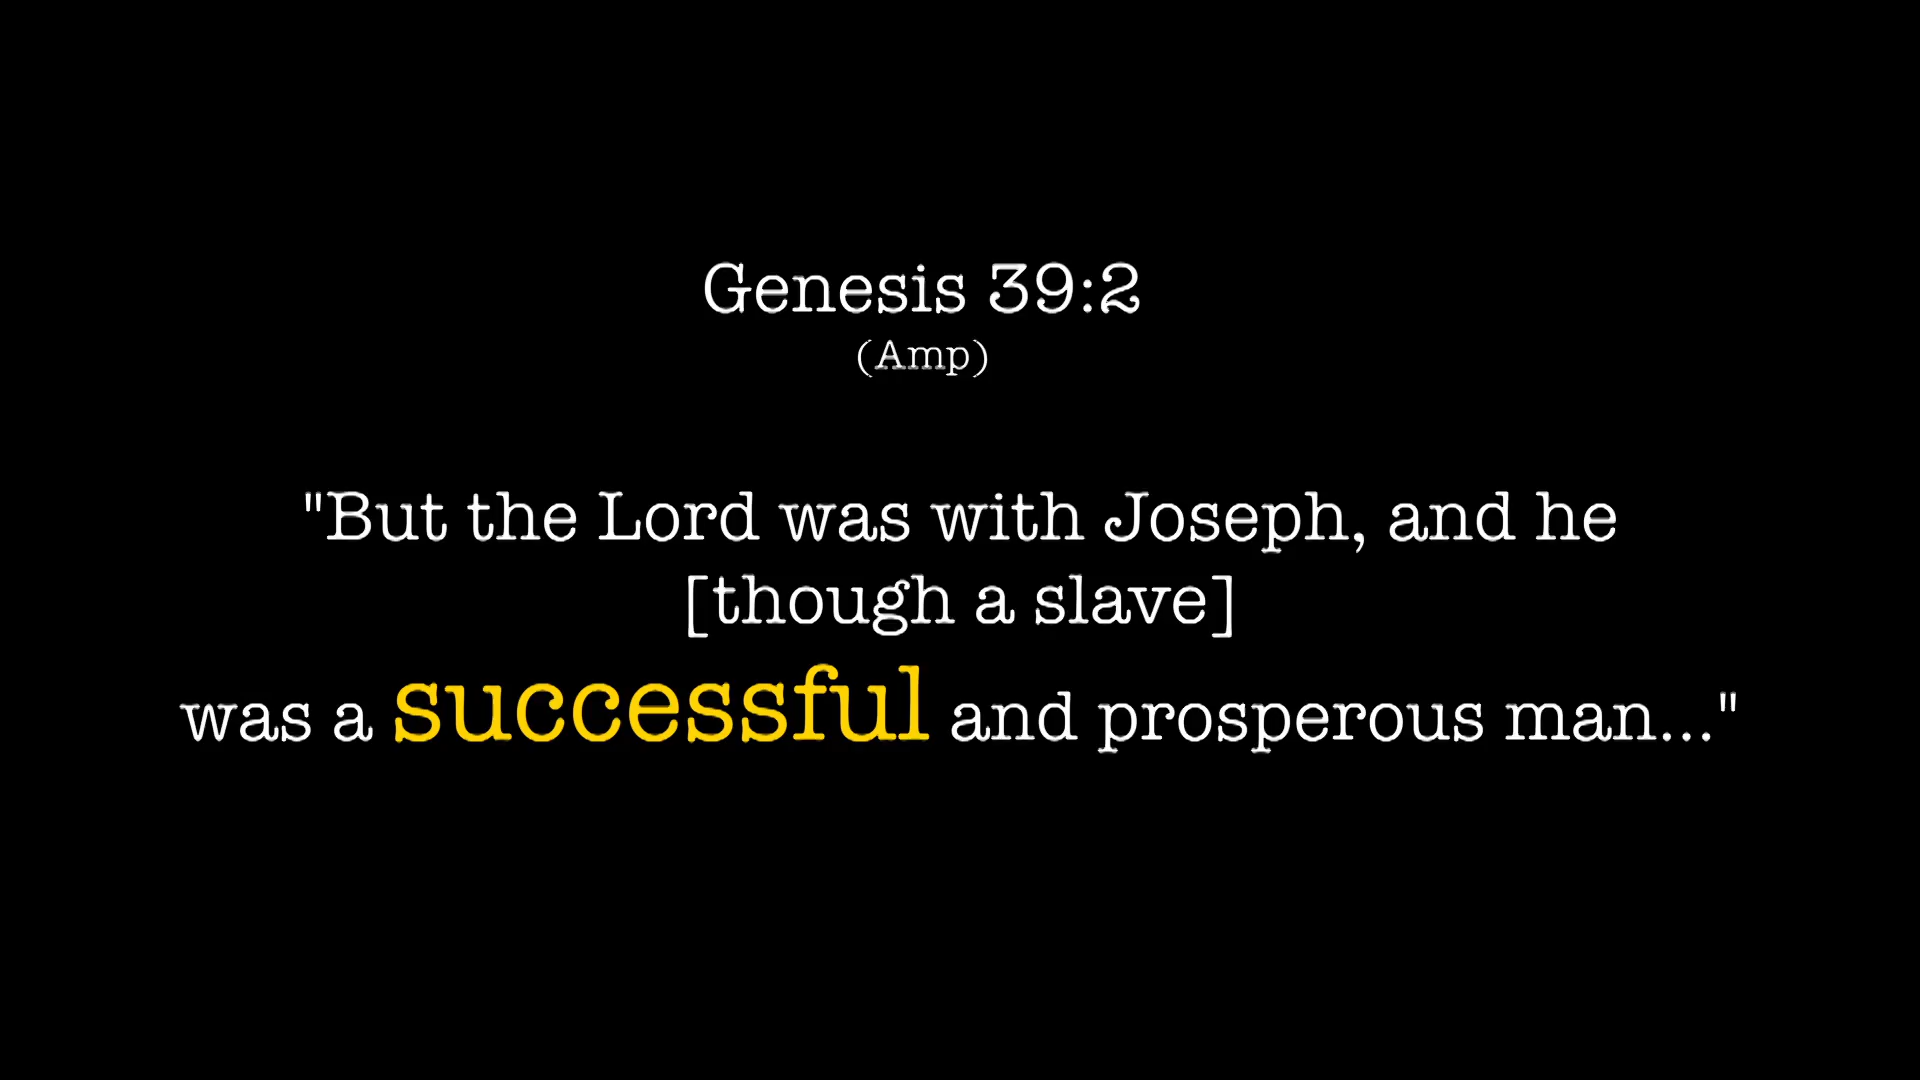 Genesis 39:2
(Amp)
"But the Lord was with Joseph, and he
[though a slave]
was a successful and prosperous man..."